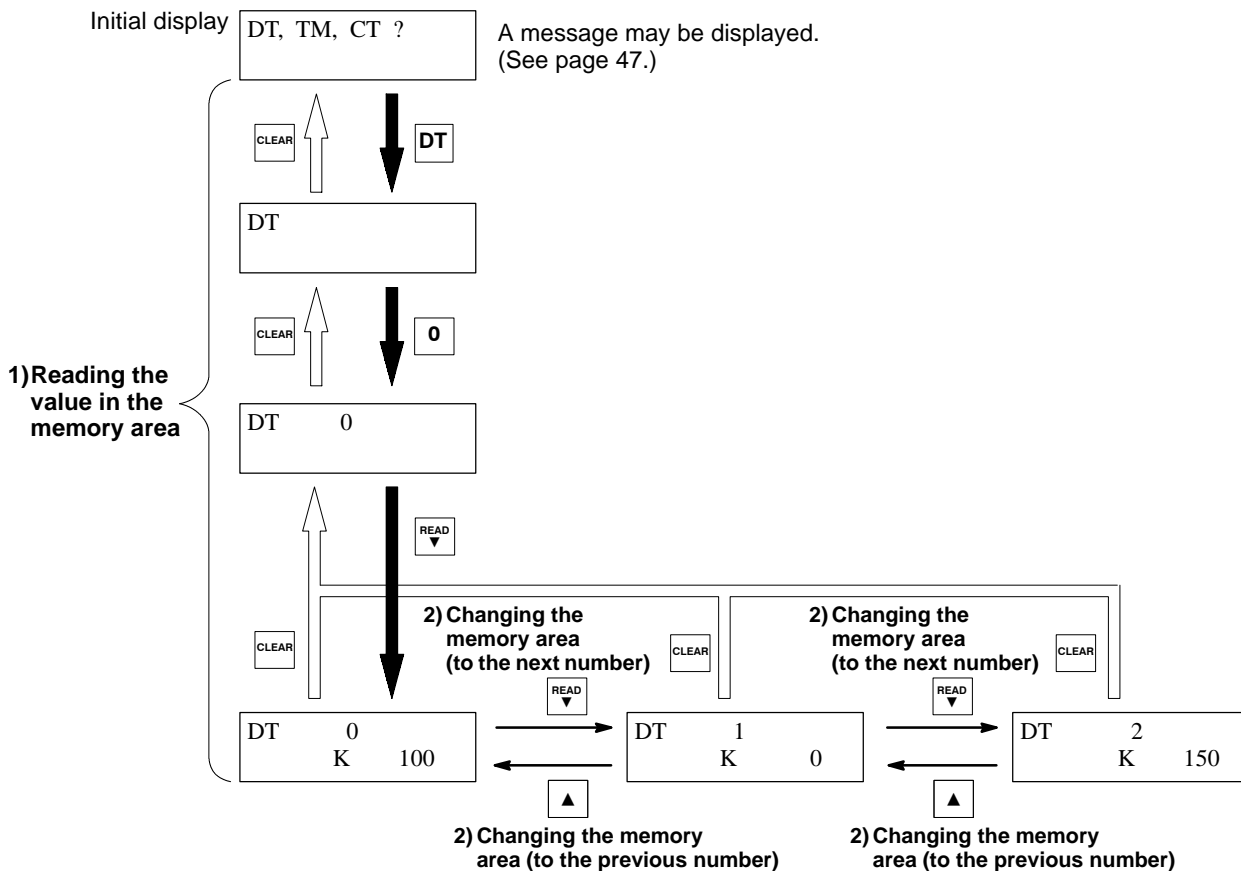 Initial display
DT, TM, CT ?
A message may be displayed.
(See page 47.)
CLEAR
DT
DT
CLEAR
0
1) Reading the
value in the
memory area
DT 0
READ
▼
CLEAR
2) Changing the
memory area
(to the next number)
READ
▼
CLEAR
2) Changing the
memory area
(to the next number)
READ
▼
CLEAR
DT 0
K 100
DT 1
K 0
DT 2
K 150
▲
2) Changing the memory
area (to the previous number)
▲
2) Changing the memory
area (to the previous number)